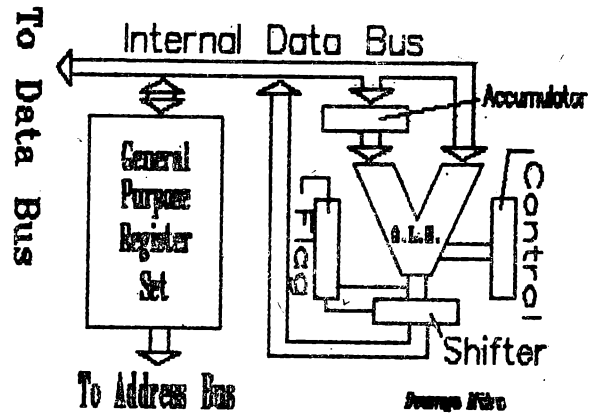 Internal Data Bus
To Data Bus
Accumulator
General
Purpose
Register
Set
A.L.U.
Flag
Control
Shifter
To Address Bus